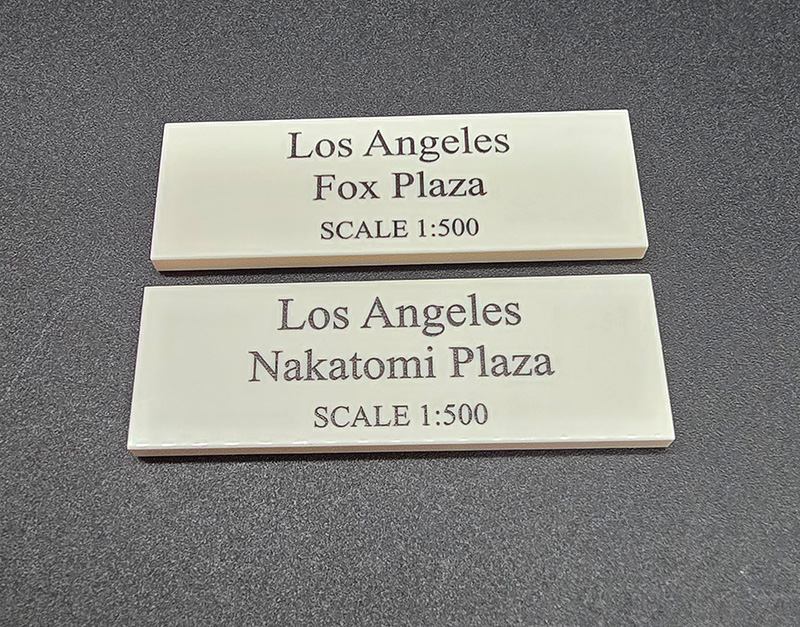 Los Angeles
Fox Plaza
SCALE 1:500
Los Angeles
Nakatomi Plaza
SCALE 1:500